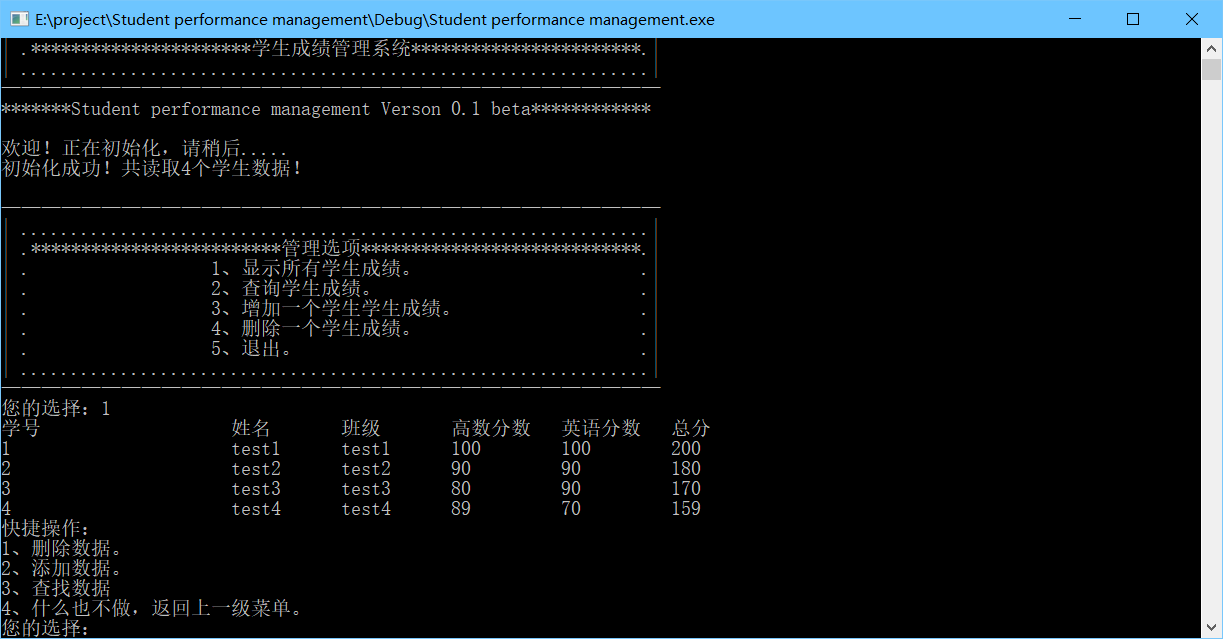 E:\project\Student performance management\Debug\Student performance management.exe
.**********************学生成绩管理系统***********************.
...............................................................
*******Student performance management Verson 0.1 beta************
欢迎！正在初始化，请稍后.....
初始化成功！共读取4个学生数据！
...............................................................
.*************************管理选项****************************.
. 1、显示所有学生成绩。 .
. 2、查询学生成绩。 .
. 3、增加一个学生学生成绩。 .
. 4、删除一个学生成绩。 .
. 5、退出。 .
...............................................................
您的选择：1
学号 姓名 班级 高数分数 英语分数 总分
1 test1 test1 100 100 200
2 test2 test2 90 90 180
3 test3 test3 80 90 170
4 test4 test4 89 70 159
快捷操作：
1、删除数据。
2、添加数据。
3、查找数据
4、什么也不做，返回上一级菜单。
您的选择：